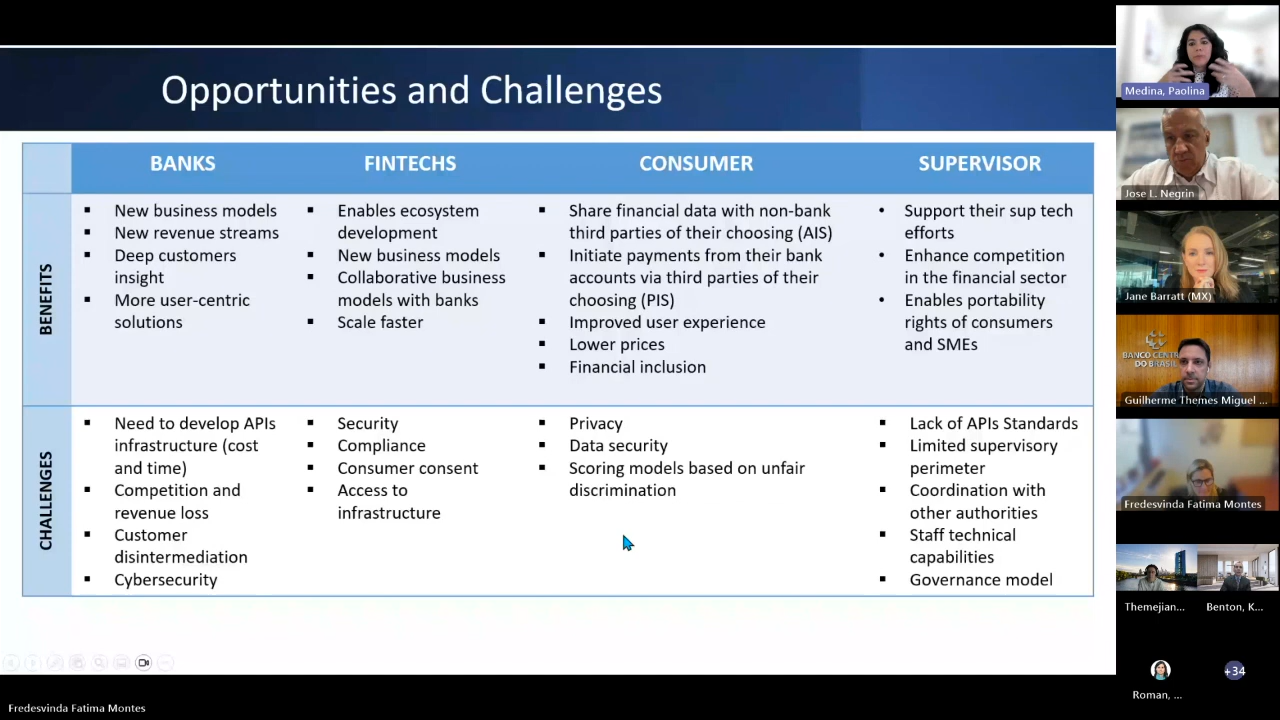 Opportunities and Challenges
BANKS
FINTECHS
CONSUMER
SUPERVISOR
BENEFITS
New business models
New revenue streams
Deep customers
insight
More user-centric
solutions
Enables ecosystem
development
New business models
Collaborative business
models with banks
Scale faster
Share financial data with non-bank
third parties of their choosing (AIS)
Initiate payments from their bank
accounts via third parties of their
choosing (PIS)
Improved user experience
Lower prices
Financial inclusion
Support their sup tech
efforts
Enhance competition
in the financial sector
Enables portability
rights of consumers
and SMEs
CHALLENGES
Need to develop APIs
infrastructure (cost
and time)
Competition and
revenue loss
Customer
disintermediation
Cybersecurity
Security
Compliance
Consumer consent
Access to
infrastructure
Privacy
Data security
Scoring models based on unfair
discrimination
Lack of APIs Standards
Limited supervisory
perimeter
Coordination with
other authorities
Staff technical
capabilities
Governance model
Fredesvinda Fatima Montes
Medina, Paolina
Jose L. Negrin
Jane Barratt (MX)
BANCO CENTR
DO BRASIL
Guilherme Themes Miguel ...
Fredesvinda Fatima Montes
Themejian...
Benton, K...
Roman, ...
+34